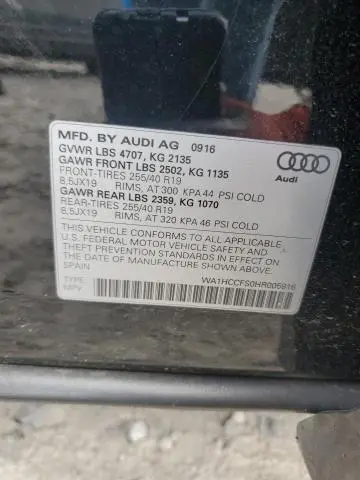 MFD. BY AUDI AG 0916
GVWR LBS 4707, KG 2135
GAWR FRONT LBS 2502, KG 1135
FRONT-TIRES 255/40 R19
8,5JX19 RIMS, AT 300 KPA 44 PSI COLD
GAWR REAR LBS 2359, KG 1070
REAR-TIRES 255/40 R19
8,5JX19 RIMS, AT 320 KPA 46 PSI COLD
THIS VEHICLE CONFORMS TO ALL APPLICABLE
U.S. FEDERAL MOTOR VEHICLE SAFETY AND
THEFT PREVENTION STANDARDS IN EFFECT ON
THE DATE OF MANUFACTURE SHOWN ABOVE.
SPAIN
Audi
TYPE: MPV
WA1HCCFS0HR005916